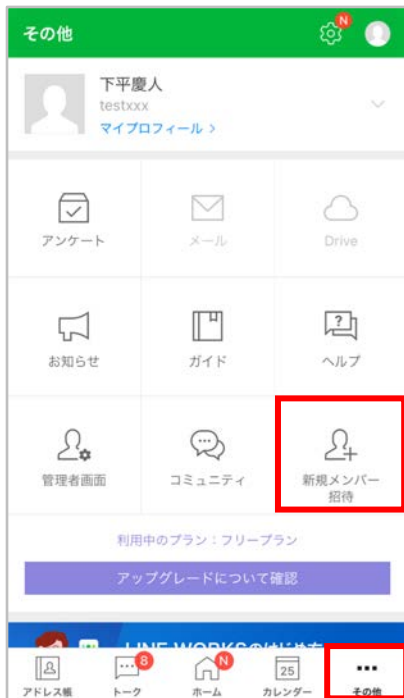 その他
N
下平慶人
testxxx
マイプロフィール >
アンケート
メール
Drive
お知らせ
ガイド
ヘルプ
?
管理者画面
コミュニティ
新規メンバー
招待
利用中のプラン：フリープラン
アップグレードについて確認
LINE WORKSのはじめ方
8
N
25
アドレス帳
トーク
ホーム
カレンダー
その他